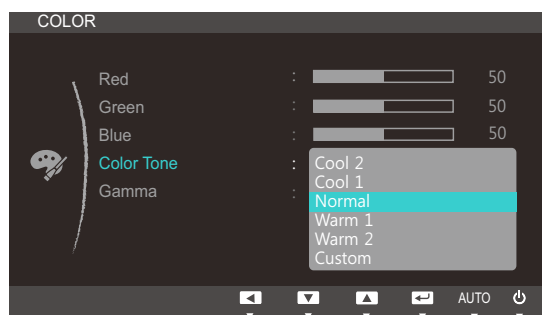 COLOR
Red : 50
Green : 50
Blue : 50
Color Tone : Cool 2
Cool 1
Gamma : Normal
Warm 1
Warm 2
Custom
AUTO